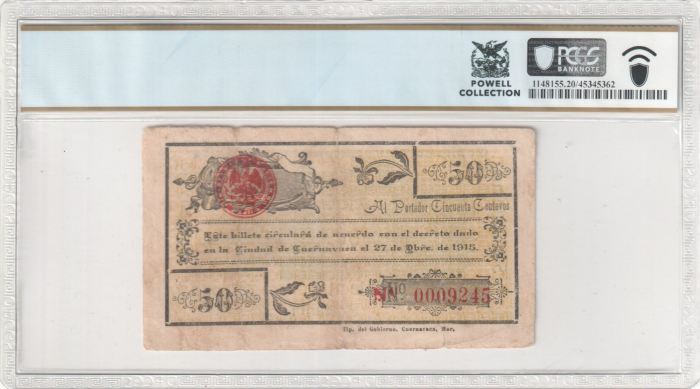 POWELL
COLLECTION
PCGS
BANKNOTE
1148155.20/45345362
50
Al Portador Cincuenta Centavos
Este billete circulará de acuerdo con el decreto dado
en la Ciudad de Cuernavaca el 27 de Dbre. de 1915.
50
Nº 0009245
Tip. del Gobierno, Cuernavaca, Mor,